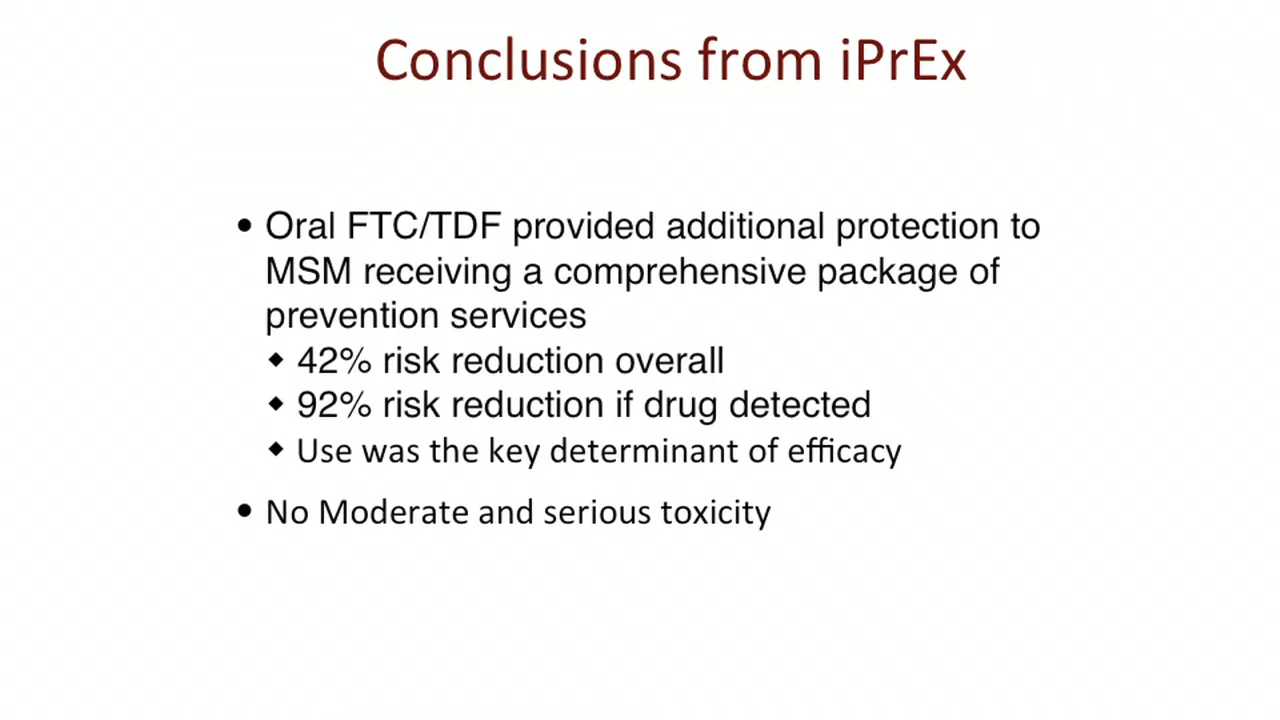 Conclusions from iPrEx
• Oral FTC/TDF provided additional protection to
MSM receiving a comprehensive package of
prevention services
◆ 42% risk reduction overall
◆ 92% risk reduction if drug detected
◆ Use was the key determinant of efficacy
• No Moderate and serious toxicity